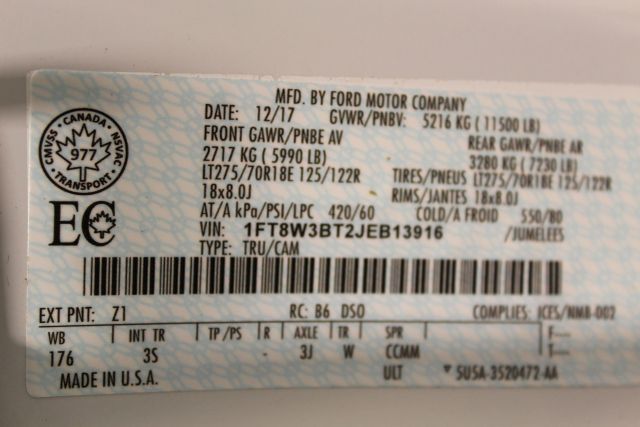 MFD. BY FORD MOTOR COMPANY
DATE: 12/17 GVWR/PNBV: 5216 KG ( 11500 LB)
FRONT GAWR/PNBE AV REAR GAWR/PNBE AR
2717 KG ( 5990 LB) 3280 KG ( 7230 LB)
LT275/70R18E 125/122R TIRES/PNEUS LT275/70R18E 125/122R
18x8.0J RIMS/JANTES 18x8.0J
AT/A kPa/PSI/LPC 420/60 COLD/A FROID 550/80
VIN: 1FT8W3BT2JEB13916 /JUMELEES
TYPE: TRU/CAM
CMVSS • CANADA • NSVAC • TRANSPORT •
977
EC
EXT PNT: Z1 RC: B6 DSO COMPLIES: ICES/NMB-002
WB INT TR TP/PS R AXLE TR SPR F----
176 3S - 3J W CCMM T----
MADE IN U.S.A. ULT ▼5U5A-3520472-AA